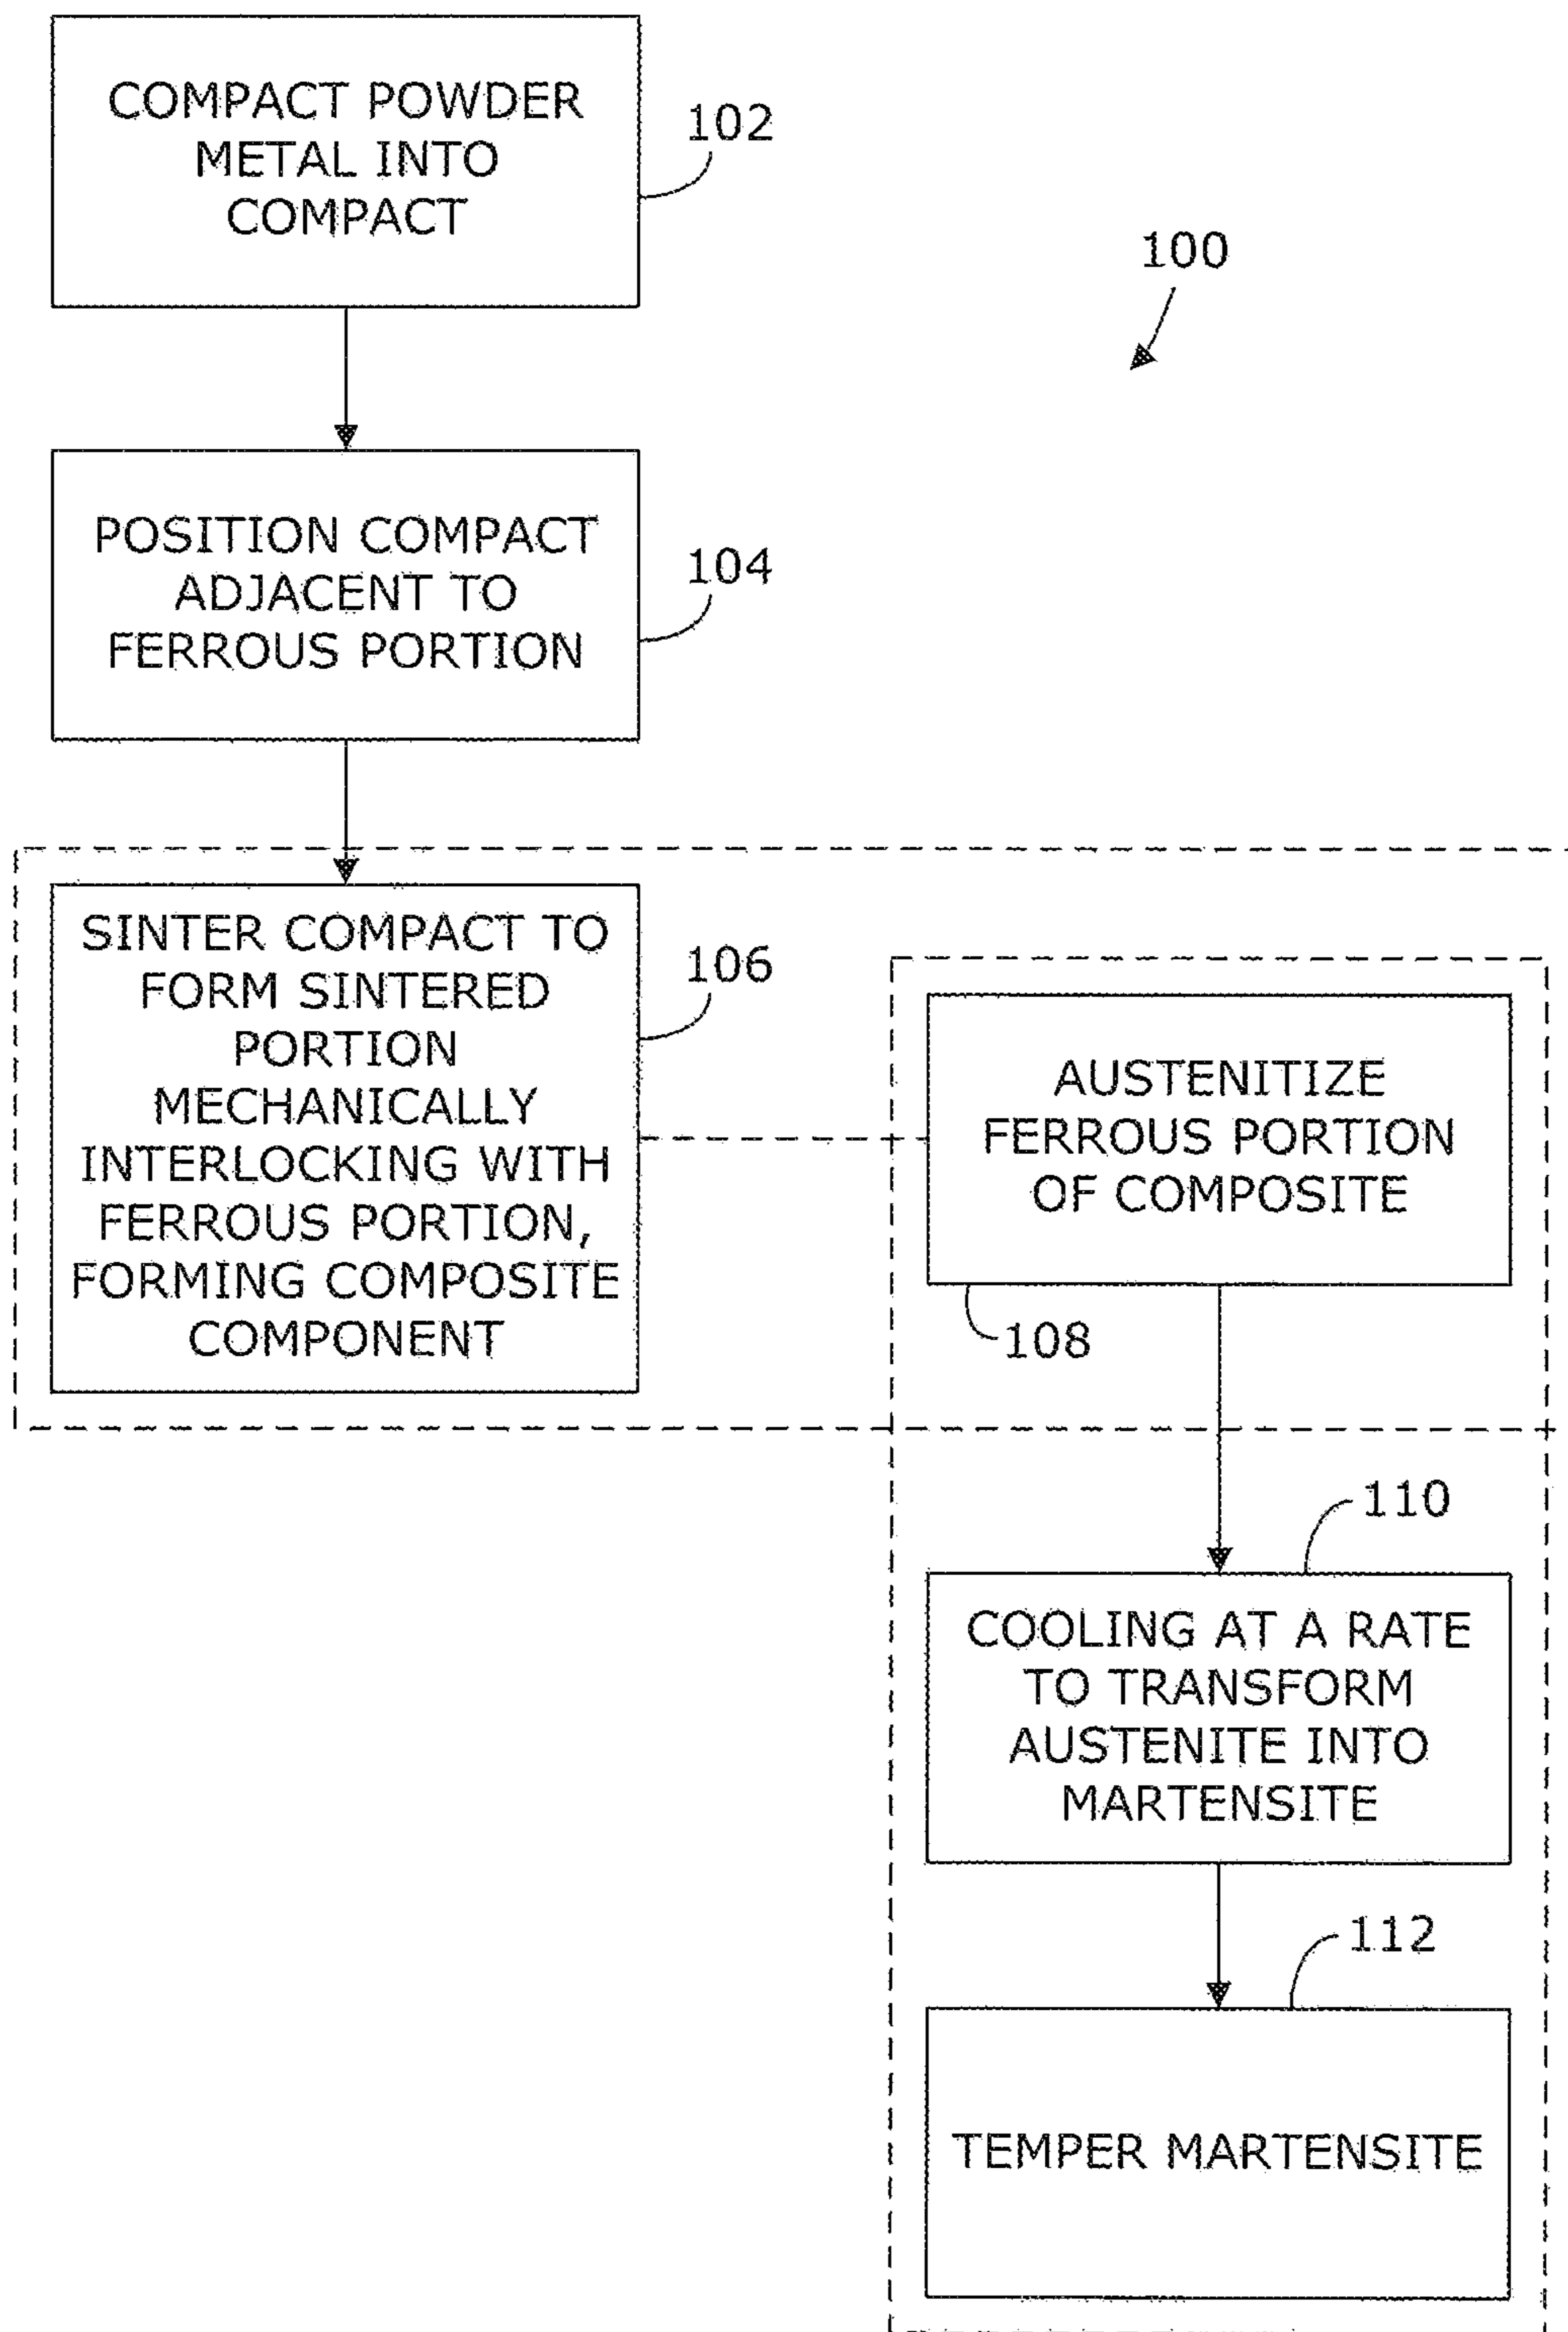 COMPACT POWDER
METAL INTO
COMPACT
102
100
POSITION COMPACT
ADJACENT TO
FERROUS PORTION
104
SINTER COMPACT TO
FORM SINTERED
PORTION
MECHANICALLY
INTERLOCKING WITH
FERROUS PORTION,
FORMING COMPOSITE
COMPONENT
106
AUSTENITIZE
FERROUS PORTION
OF COMPOSITE
108
110
COOLING AT A RATE
TO TRANSFORM
AUSTENITE INTO
MARTENSITE
112
TEMPER MARTENSITE